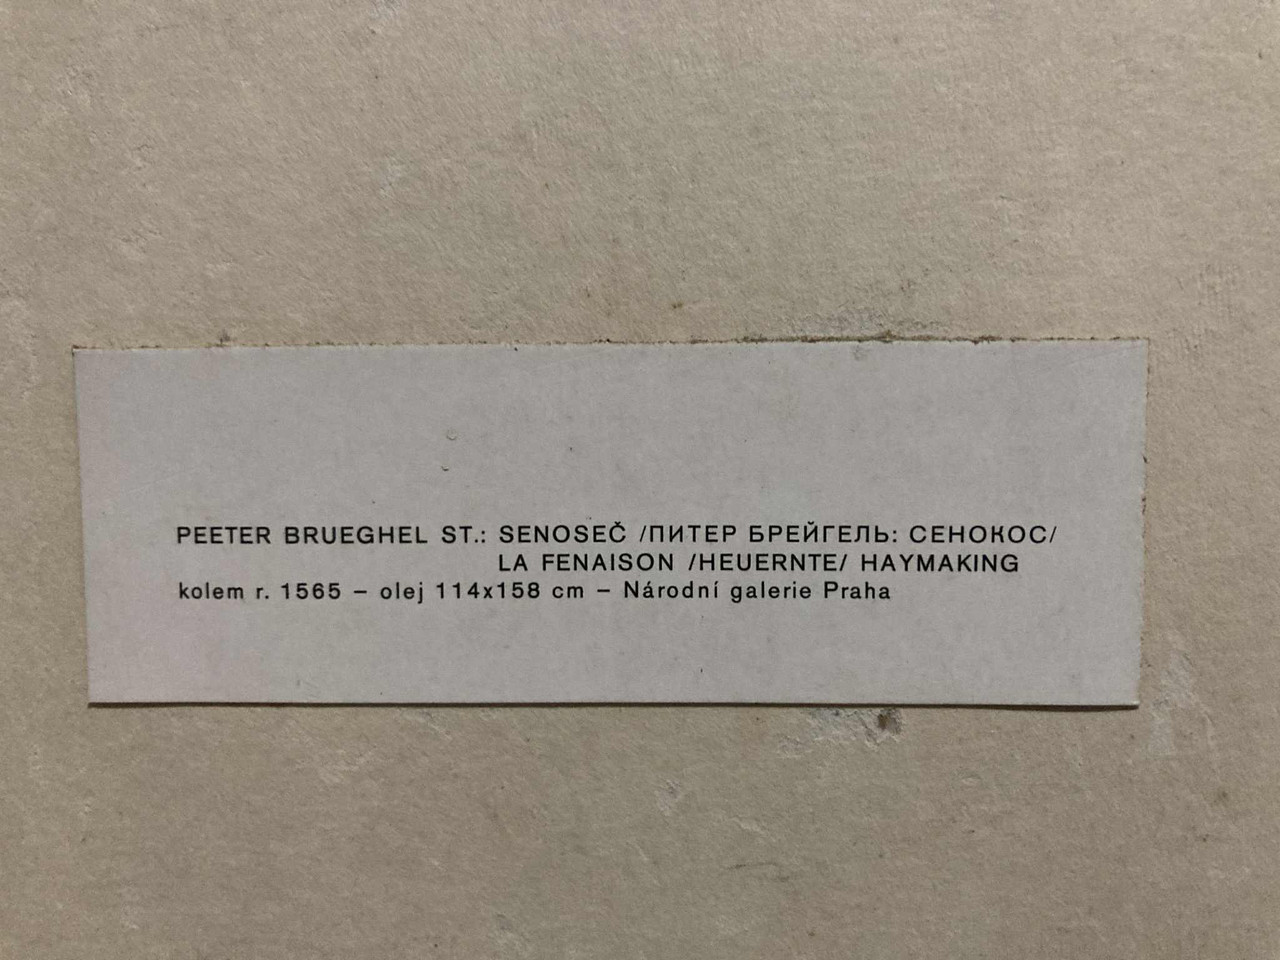 PEETER BRUEGHEL ST.: SENOSEČ /ПИТЕР БРЕЙГЕЛЬ: СЕНОКОС/
LA FENAISON /HEUERNTE/ HAYMAKING
kolem r. 1565 – olej 114x158 cm – Národní galerie Praha